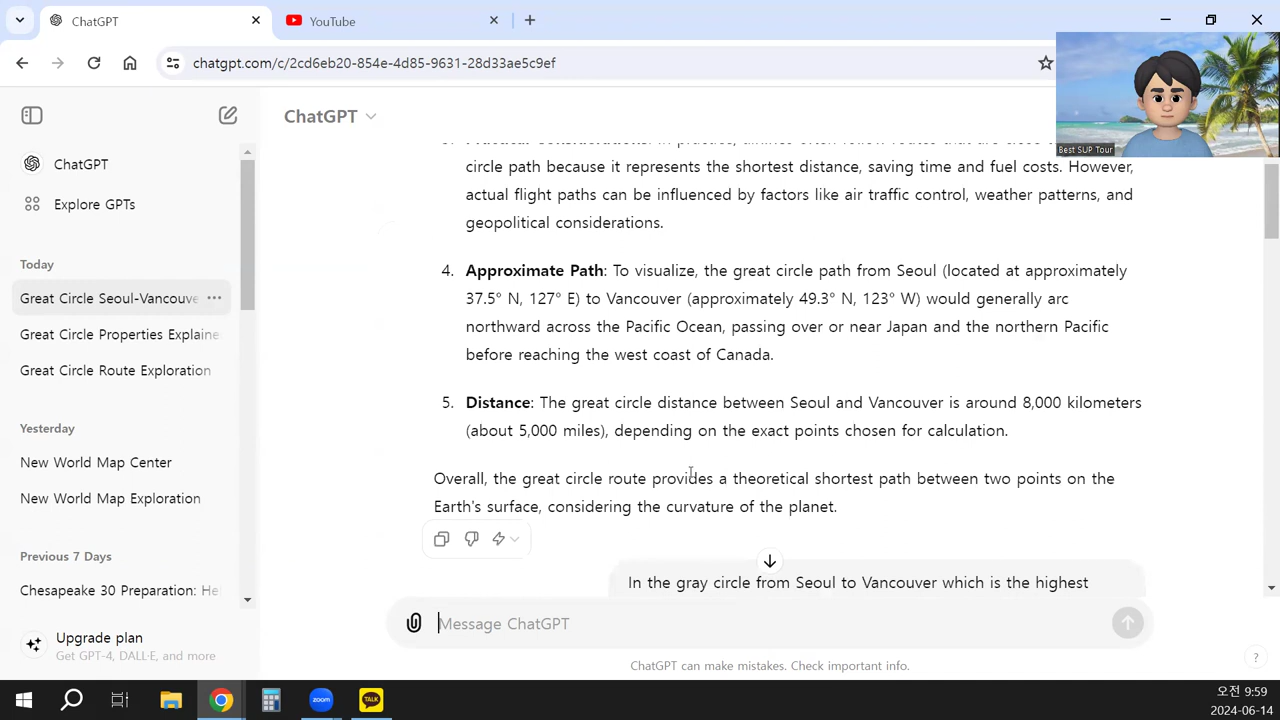 ChatGPT
YouTube
chatgpt.com/c/2cd6eb20-854e-4d85-9631-28d33ae5c9ef
Best SUP Tour
ChatGPT
ChatGPT
Explore GPTs
Today
Great Circle Seoul-Vancouve
Great Circle Properties Explaine
Great Circle Route Exploration
Yesterday
New World Map Center
New World Map Exploration
Previous 7 Days
Chesapeake 30 Preparation: He
Upgrade plan
Get GPT-4, DALL·E, and more
circle path because it represents the shortest distance, saving time and fuel costs. However,
actual flight paths can be influenced by factors like air traffic control, weather patterns, and
geopolitical considerations.
4. Approximate Path: To visualize, the great circle path from Seoul (located at approximately
37.5° N, 127° E) to Vancouver (approximately 49.3° N, 123° W) would generally arc
northward across the Pacific Ocean, passing over or near Japan and the northern Pacific
before reaching the west coast of Canada.
5. Distance: The great circle distance between Seoul and Vancouver is around 8,000 kilometers
(about 5,000 miles), depending on the exact points chosen for calculation.
Overall, the great circle route provides a theoretical shortest path between two points on the
Earth's surface, considering the curvature of the planet.
In the gray circle from Seoul to Vancouver which is the highest
Message ChatGPT
ChatGPT can make mistakes. Check important info.
?
zoom
TALK
오전 9:59
2024-06-14